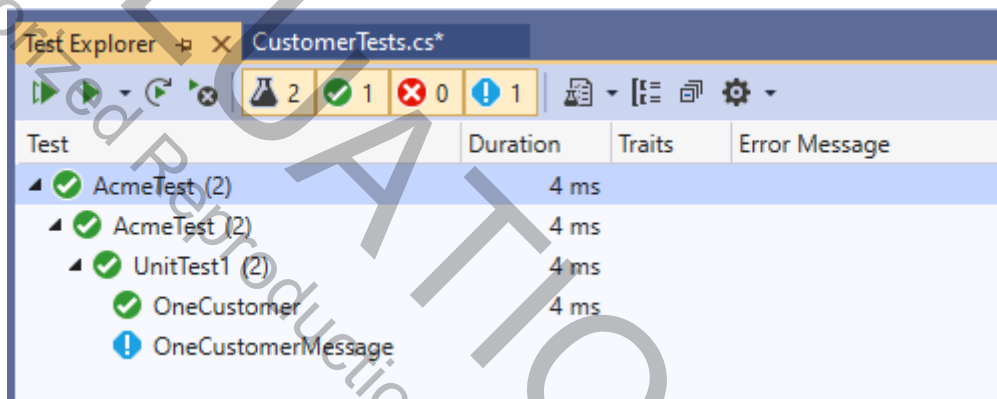 Test Explorer CustomerTests.cs*
2 1 0 1
Test Duration Traits Error Message
AcmeTest (2) 4 ms
AcmeTest (2) 4 ms
UnitTest1 (2) 4 ms
OneCustomer 4 ms
OneCustomerMessage
Reproduction